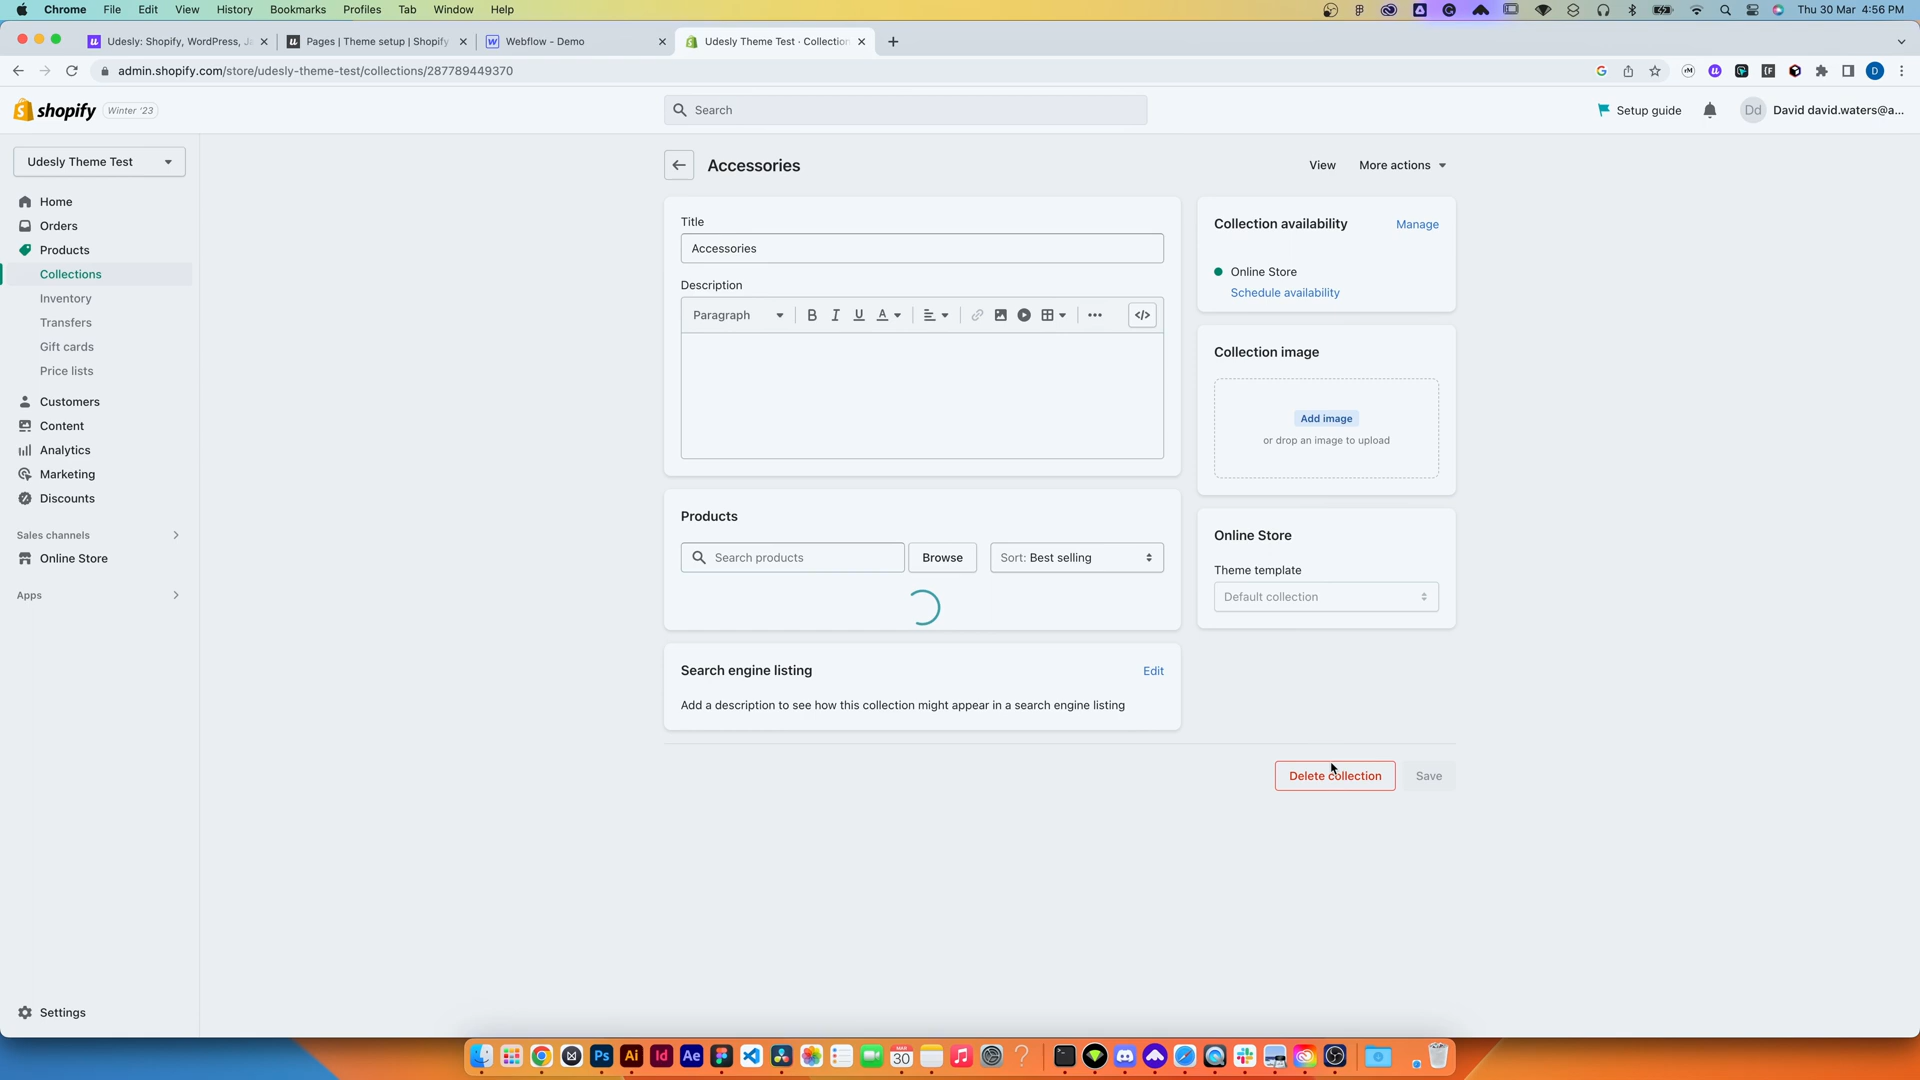 Chrome File Edit View History Bookmarks Profiles Tab Window Help Thu 30 Mar 4:56 PM
Udesly: Shopify, WordPress, J Pages | Theme setup | Shopify Webflow - Demo Udesly Theme Test · Collection
admin.shopify.com/store/udesly-theme-test/collections/287789449370
shopify Winter '23 Search Setup guide Dd David david.waters@a...
Udesly Theme Test
Home
Orders
Products
Collections
Inventory
Transfers
Gift cards
Price lists
Customers
Content
Analytics
Marketing
Discounts
Sales channels
Online Store
Apps
Settings
Accessories View More actions
Title
Accessories
Description
Paragraph B I U A </>
Products
Search products Browse Sort: Best selling
Search engine listing Edit
Add a description to see how this collection might appear in a search engine listing
Collection availability Manage
Online Store
Schedule availability
Collection image
Add image
or drop an image to upload
Online Store
Theme template
Default collection
Delete collection Save
Ps Ai Id Ae MAR 30